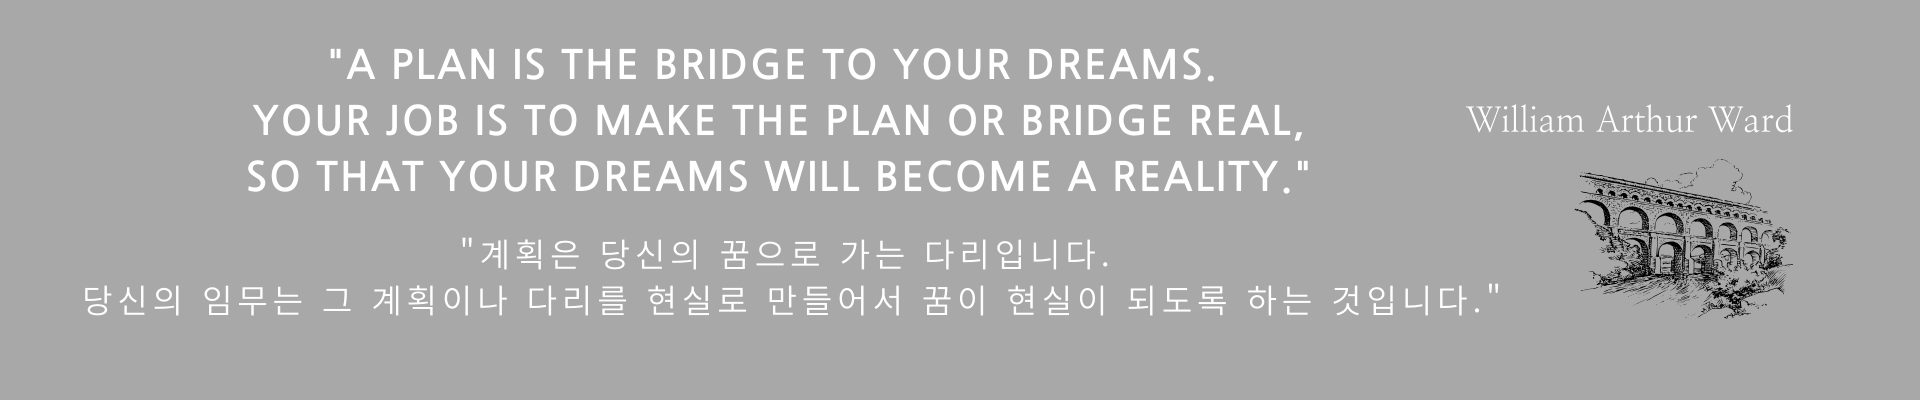 "A PLAN IS THE BRIDGE TO YOUR DREAMS.
YOUR JOB IS TO MAKE THE PLAN OR BRIDGE REAL,
SO THAT YOUR DREAMS WILL BECOME A REALITY."
William Arthur Ward
"계획은 당신의 꿈으로 가는 다리입니다.
당신의 임무는 그 계획이나 다리를 현실로 만들어서 꿈이 현실이 되도록 하는 것입니다."